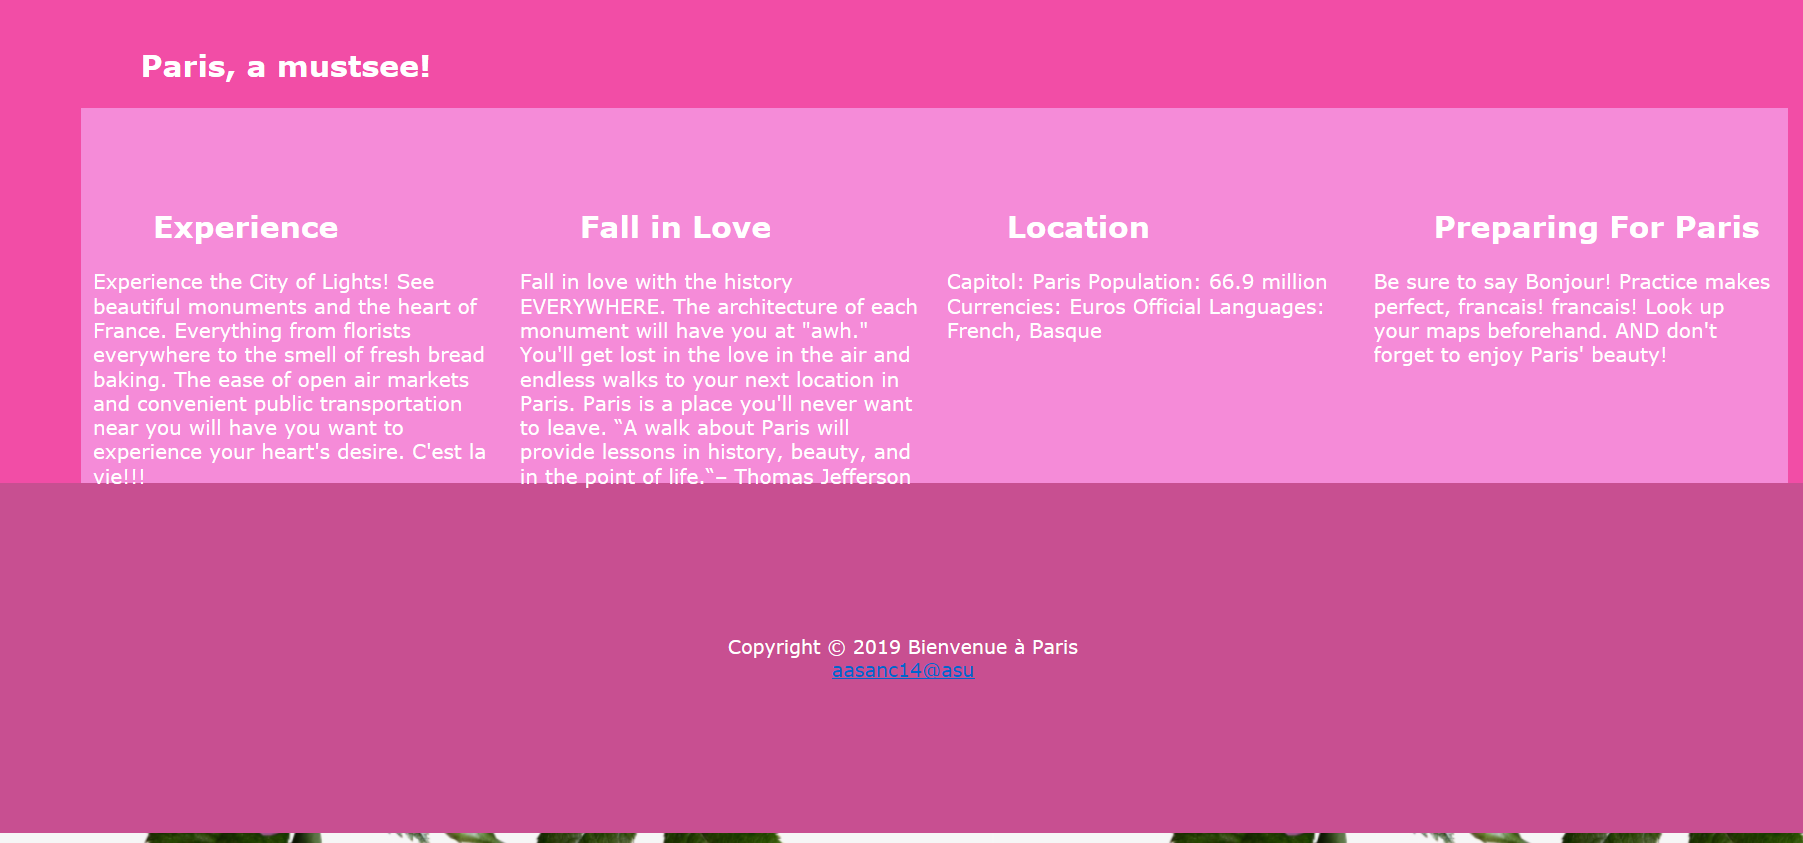 Paris, a mustsee!
Experience
Experience the City of Lights! See
beautiful monuments and the heart of
France. Everything from florists
everywhere to the smell of fresh bread
baking. The ease of open air markets
and convenient public transportation
near you will have you want to
experience your heart's desire. C'est la
vie!!!
Fall in Love
Fall in love with the history
EVERYWHERE. The architecture of each
monument will have you at "awh."
You'll get lost in the love in the air and
endless walks to your next location in
Paris. Paris is a place you'll never want
to leave. “A walk about Paris will
provide lessons in history, beauty, and
in the point of life.“– Thomas Jefferson
Location
Capitol: Paris Population: 66.9 million
Currencies: Euros Official Languages:
French, Basque
Preparing For Paris
Be sure to say Bonjour! Practice makes
perfect, francais! francais! Look up
your maps beforehand. AND don't
forget to enjoy Paris' beauty!
Copyright © 2019 Bienvenue à Paris
aasanc14@asu